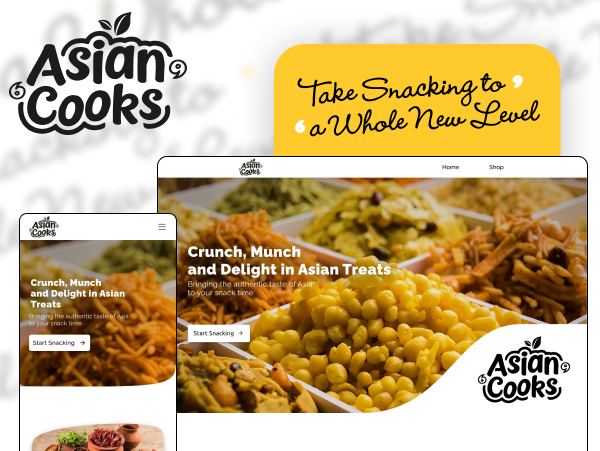 Asian
Cooks
Take Snacking to
a Whole New Level
Asian
Cooks
Home
Shop
Crunch, Munch
and Delight in Asian Treats
Bringing the authentic taste of Asia
to your snack time.
Start Snacking
Asian
Cooks
Asian
Cooks
Crunch, Munch
and Delight in Asian
Treats
Bringing the authentic taste of Asia
to your snack time.
Start Snacking